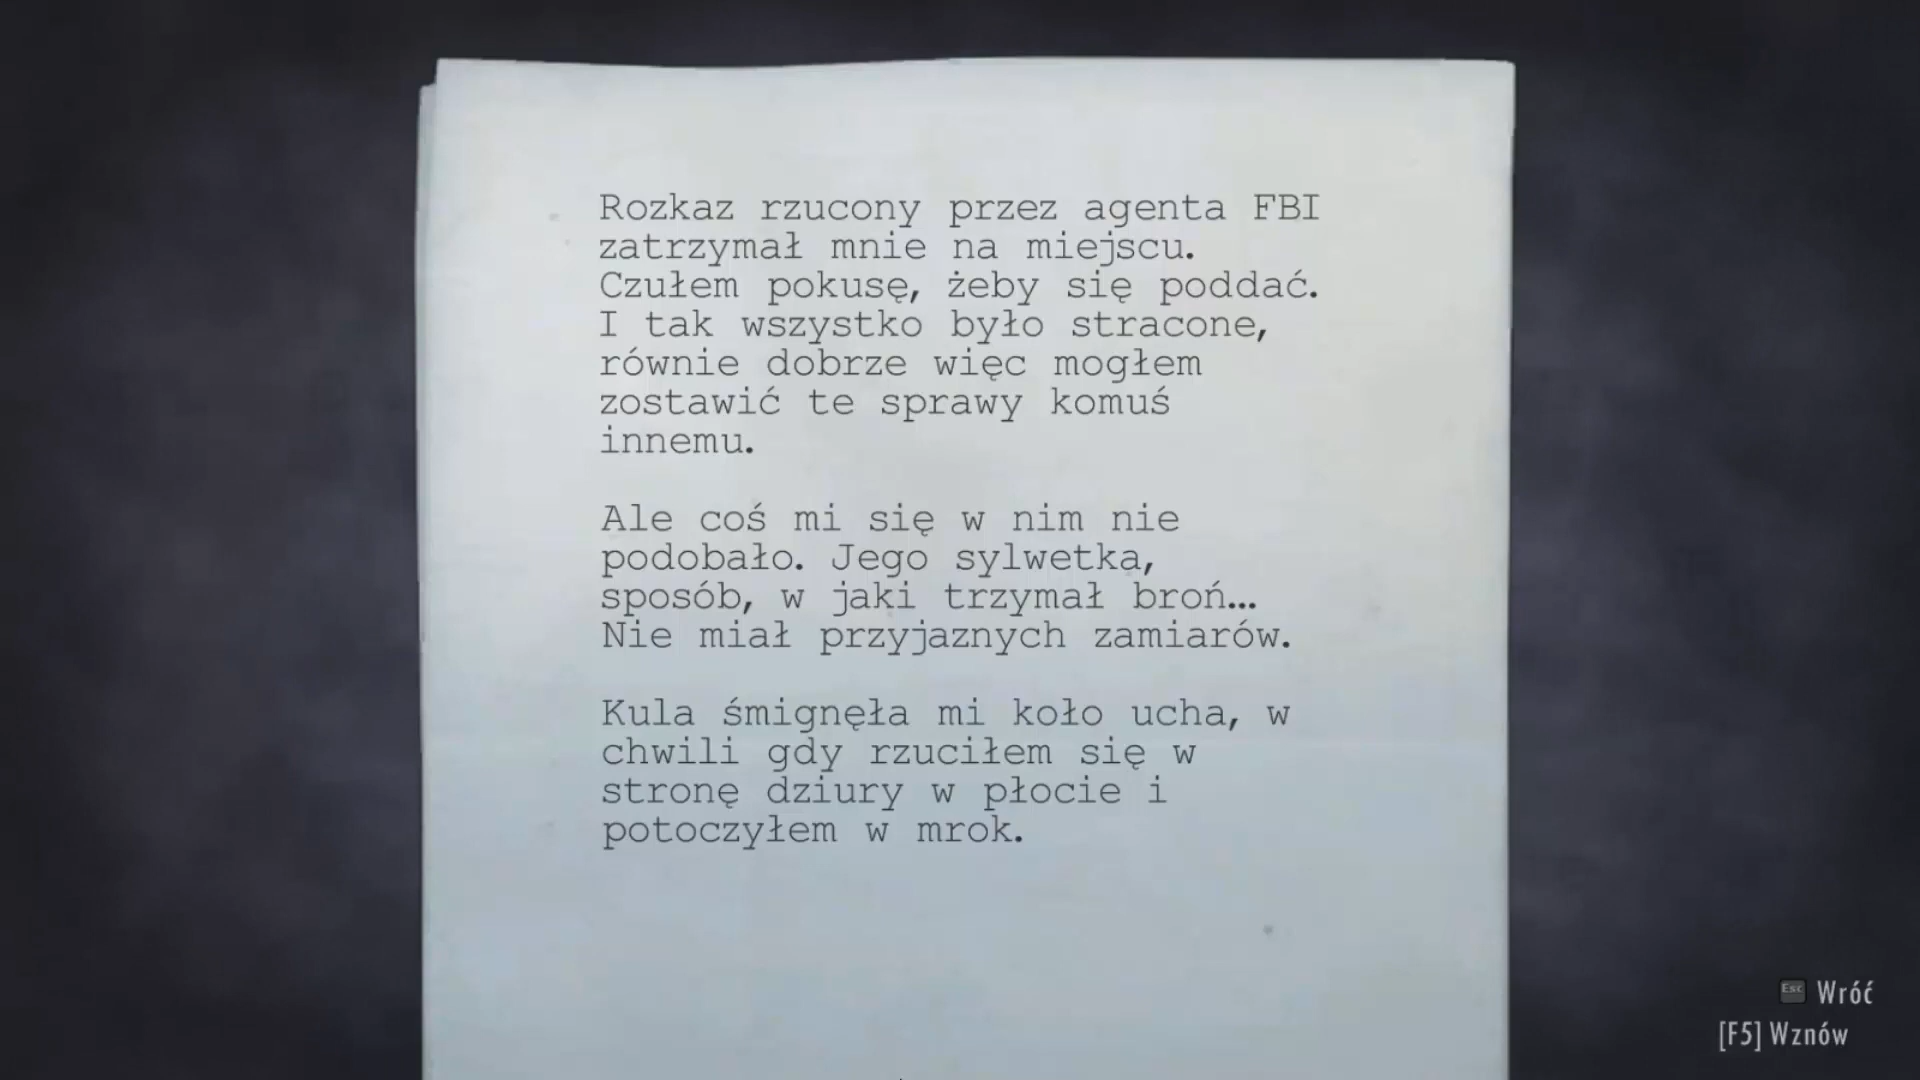 Rozkaz rzucony przez agenta FBI
zatrzymał mnie na miejscu.
Czułem pokusę, żeby się poddać.
I tak wszystko było stracone,
równie dobrze więc mogłem
zostawić te sprawy komuś
innemu.
Ale coś mi się w nim nie
podobało. Jego sylwetka,
sposób, w jaki trzymał broń…
Nie miał przyjaznych zamiarów.
Kula śmignęła mi koło ucha, w
chwili gdy rzuciłem się w
stronę dziury w płocie i
potoczyłem w mrok.
Esc Wróć
[F5] Wznów